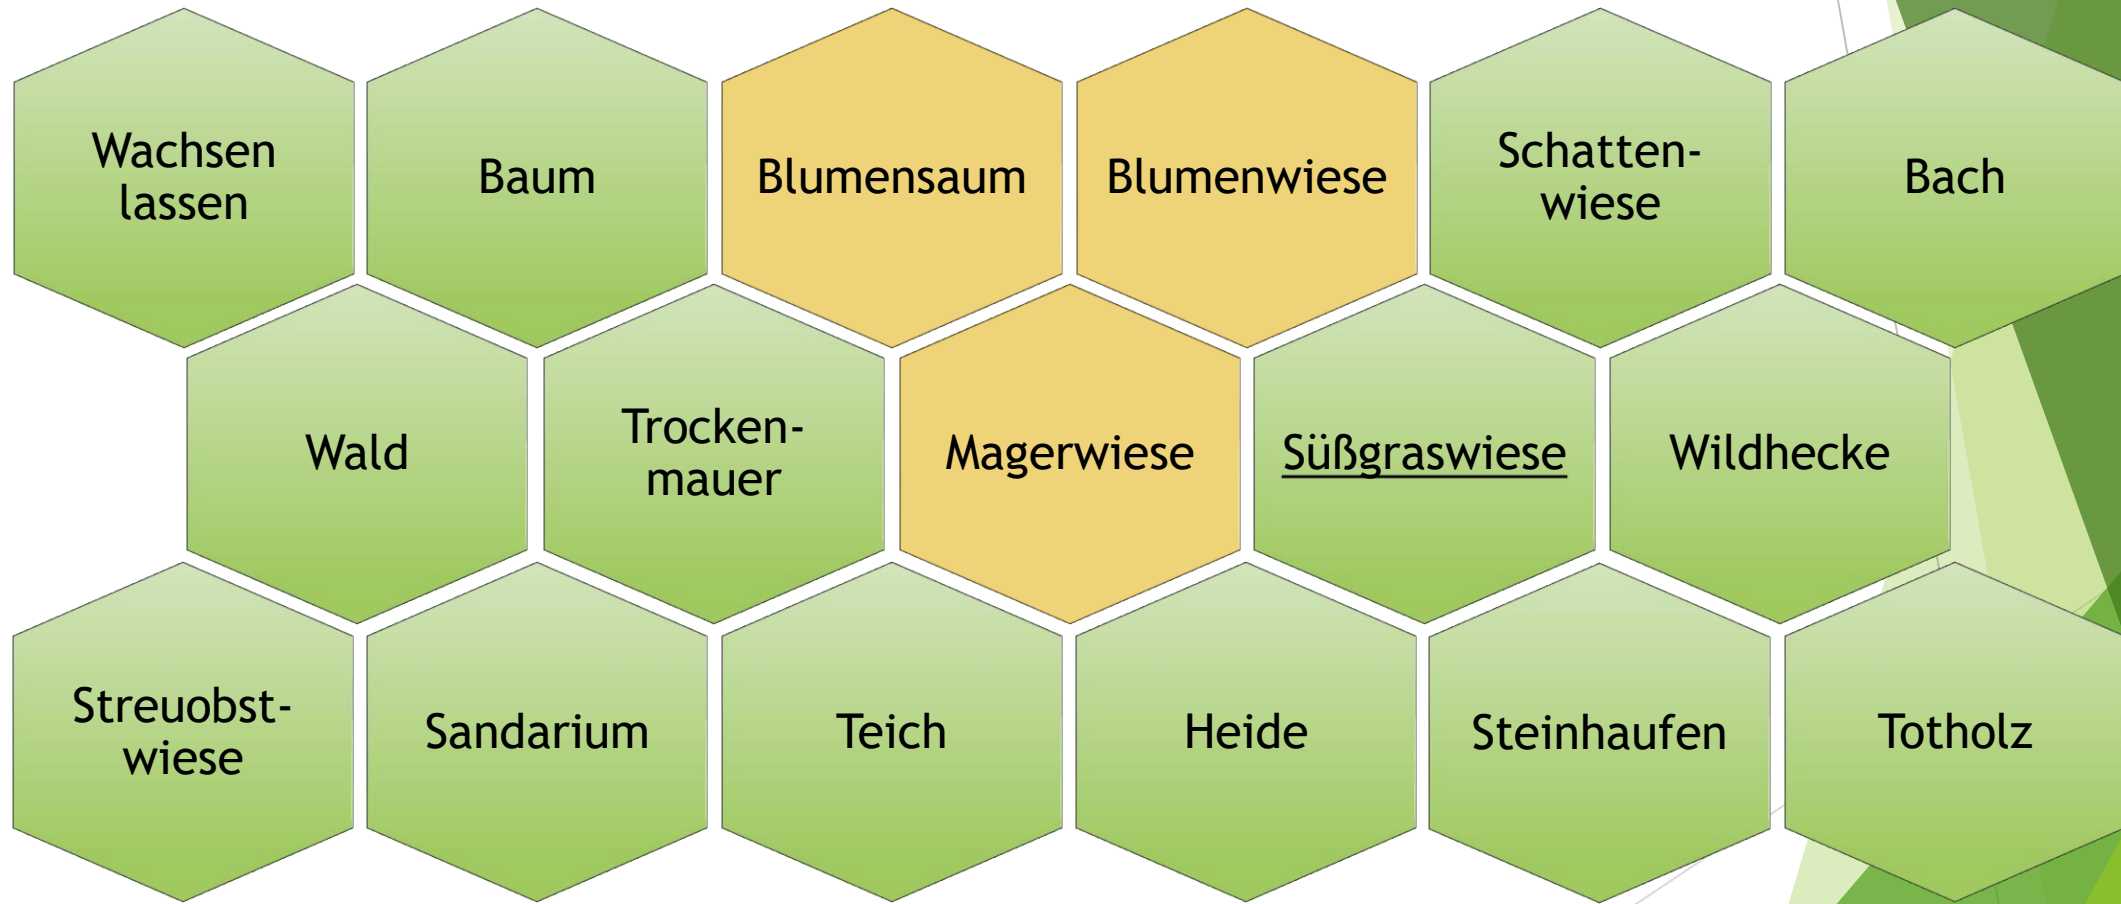 Wachsen
lassen
Baum
Blumensaum
Blumenwiese
Schatten-
wiese
Bach
Wald
Trocken-
mauer
Magerwiese
Süßgraswiese
Wildhecke
Streuobst-
wiese
Sandarium
Teich
Heide
Steinhaufen
Totholz